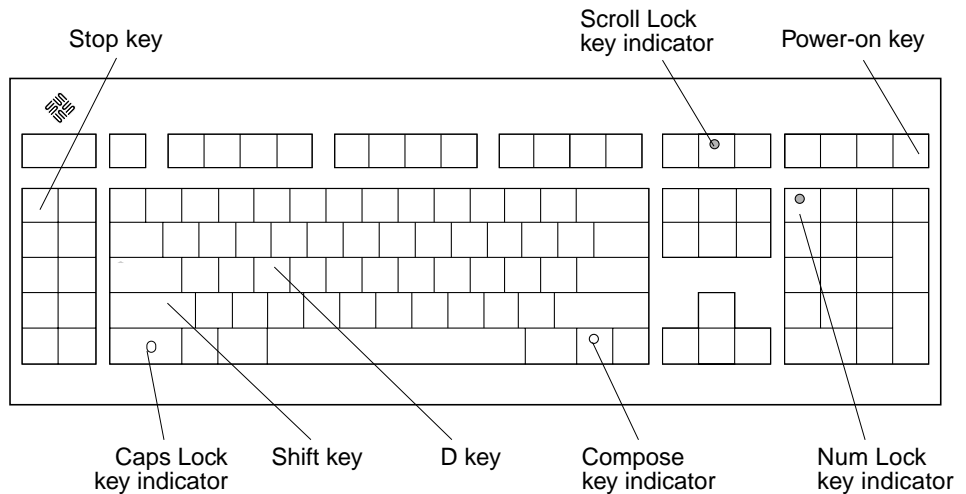 Scroll Lock
key indicator
Stop key
Power-on key
Caps Lock
key indicator
Shift key
D key
Compose
key indicator
Num Lock
key indicator